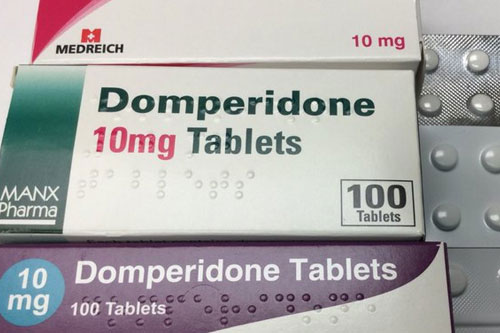 MEDREICH
10 mg
Domperidone
10mg Tablets
MANX
Pharma
100
Tablets
10
mg
Domperidone Tablets
100 Tablets